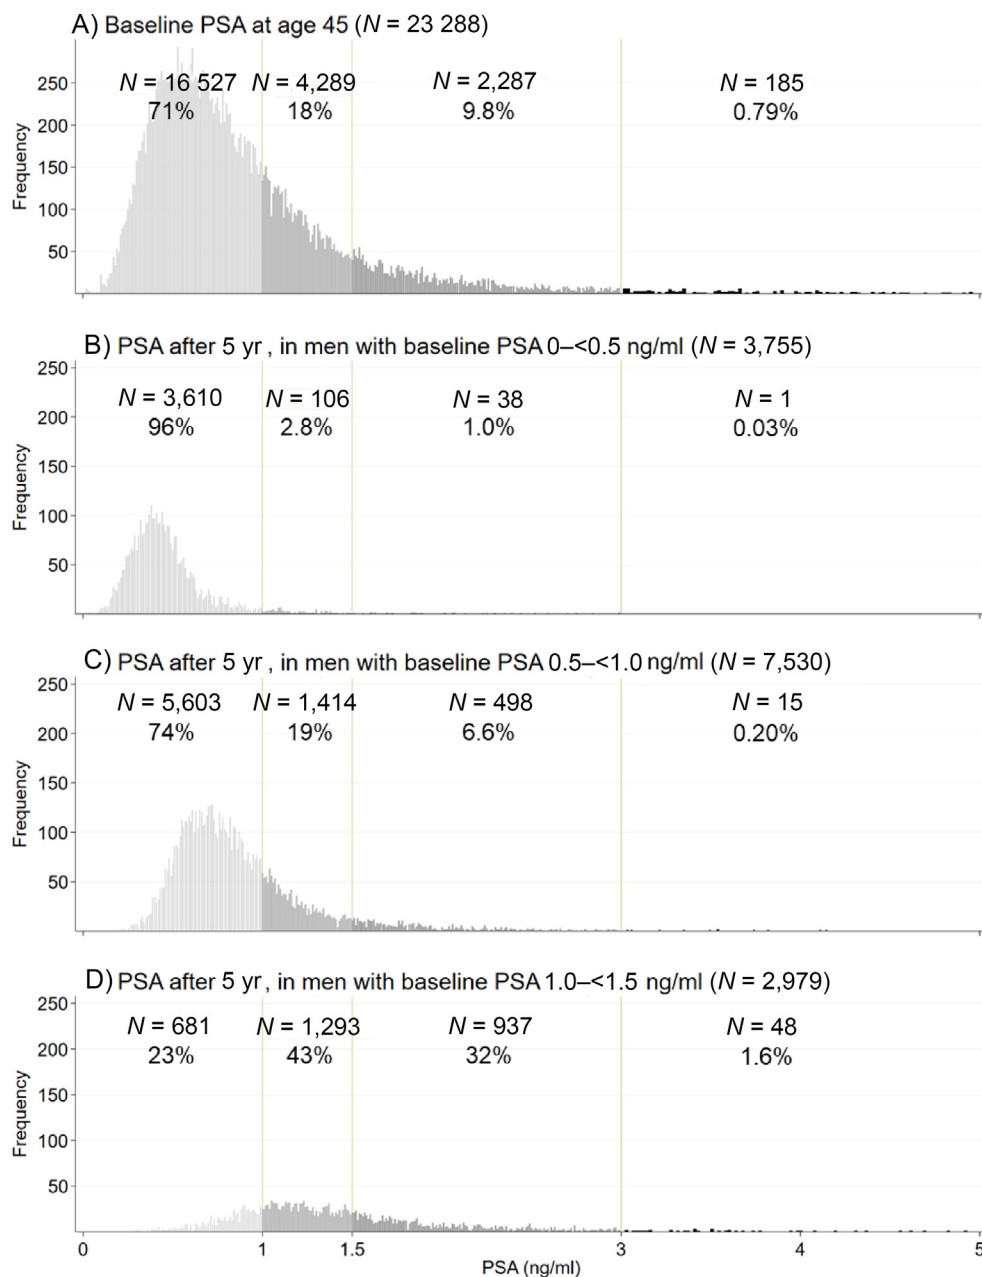 A) Baseline PSA at age 45 (N = 23 288)
N = 16 527 N = 4,289 N = 2,287 N = 185
71% 18% 9.8% 0.79%
Frequency
250
200
150
100
50
B) PSA after 5 yr , in men with baseline PSA 0–<0.5 ng/ml (N = 3,755)
N = 3,610 N = 106 N = 38 N = 1
96% 2.8% 1.0% 0.03%
Frequency
250
200
150
100
50
C) PSA after 5 yr , in men with baseline PSA 0.5–<1.0 ng/ml (N = 7,530)
N = 5,603 N = 1,414 N = 498 N = 15
74% 19% 6.6% 0.20%
Frequency
250
200
150
100
50
D) PSA after 5 yr, in men with baseline PSA 1.0–<1.5 ng/ml (N = 2,979)
N = 681 N = 1,293 N = 937 N = 48
23% 43% 32% 1.6%
Frequency
250
200
150
100
50
0 1 1.5 3 4 5
PSA (ng/ml)